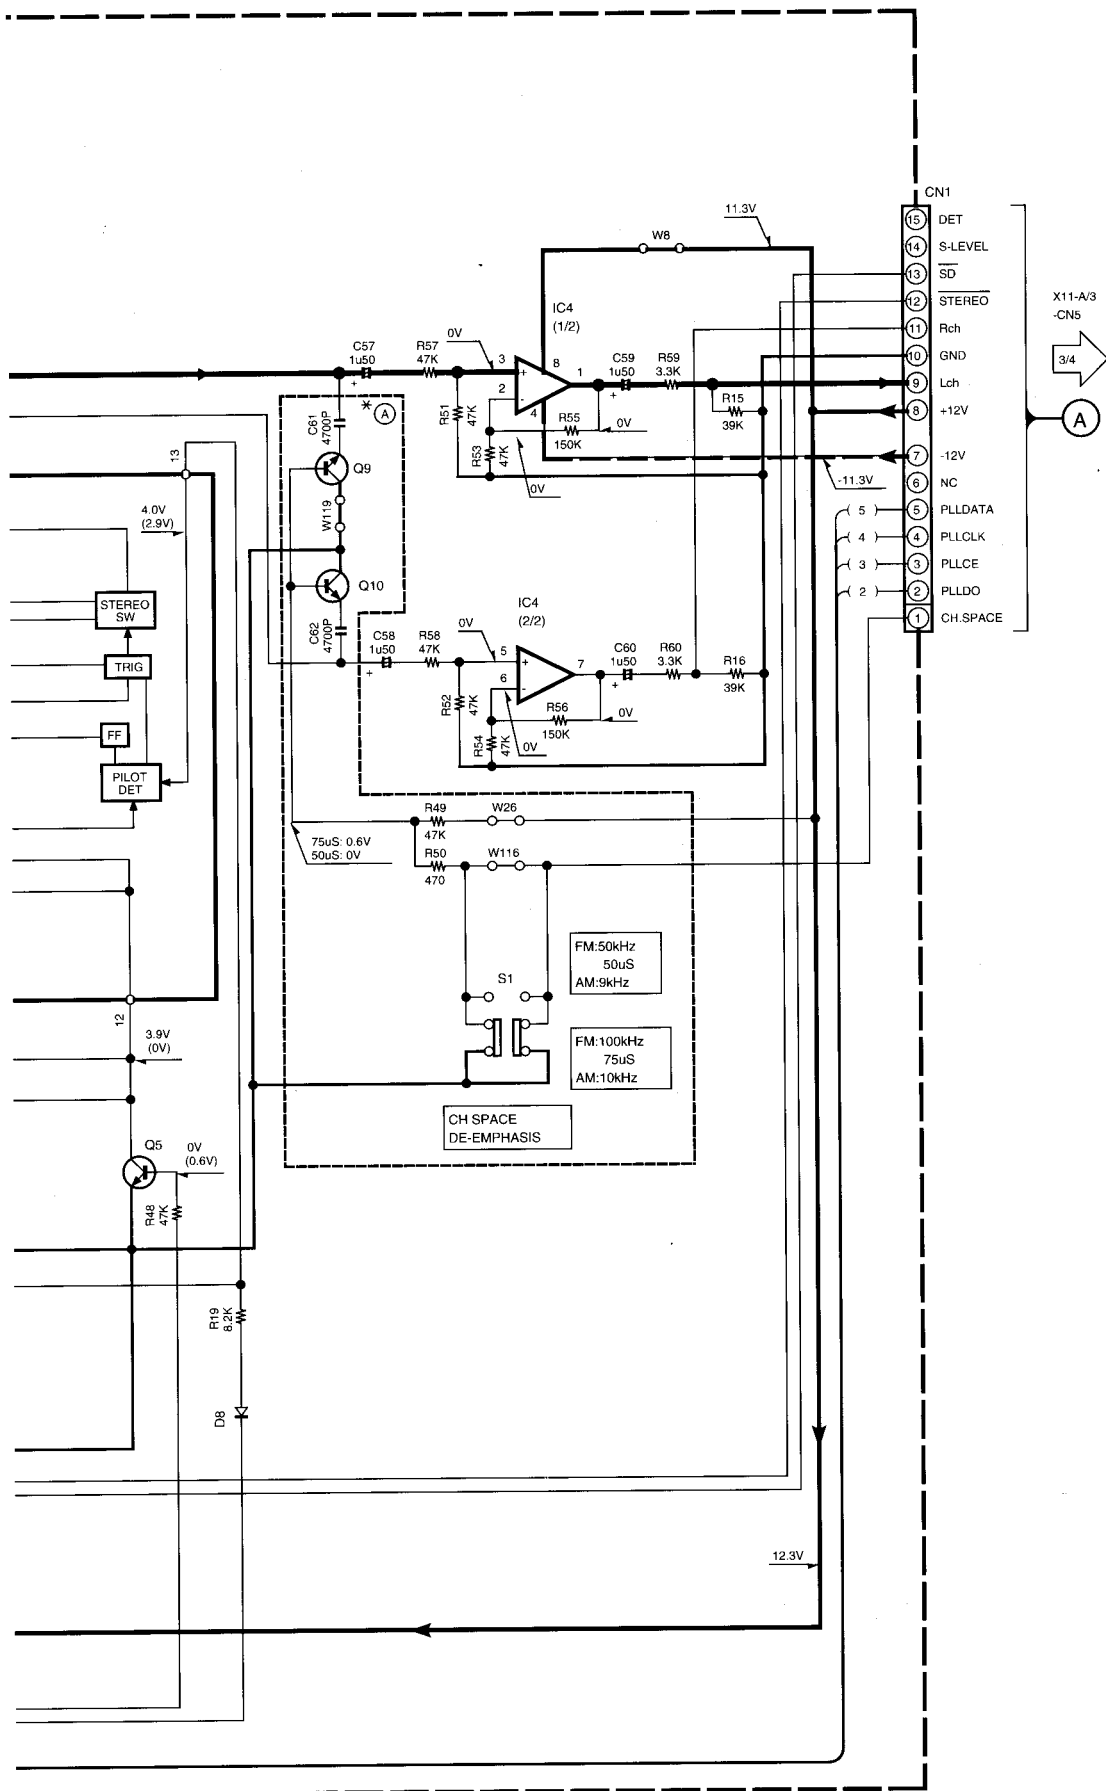 CN1
15 DET
14 S-LEVEL
13 SD
12 STEREO
11 Rch
10 GND
9 Lch
8 +12V
7 -12V
6 NC
5 PLLDATA
4 PLLCLK
3 PLLCE
2 PLLDO
1 CH.SPACE
( 5 )
( 4 )
( 3 )
( 2 )
X11-A/3
-CN5
3/4
A
11.3V
W8
IC4
(1/2)
0V
C57
1u50
+
R57
47K
3
+
2
-
8
1
4
C59
1u50
+
R59
3.3K
R15
39K
R51
47K
R55
150K
0V
R53
47K
0V
-11.3V
* A
C61
4700P
Q9
W119
Q10
C62
4700P
13
4.0V
(2.9V)
STEREO
SW
TRIG
FF
PILOT
DET
IC4
(2/2)
C58
1u50
+
R58
47K
0V
5
+
6
-
7
C60
1u50
+
R60
3.3K
R16
39K
R52
47K
R56
150K
0V
R54
47K
0V
75uS: 0.6V
50uS: 0V
R49
47K
W26
R50
470
W116
S1
FM:50kHz
50uS
AM:9kHz
FM:100kHz
75uS
AM:10kHz
CH SPACE
DE-EMPHASIS
12
3.9V
(0V)
Q5
0V
(0.6V)
R48
47K
R19
8.2K
D8
12.3V